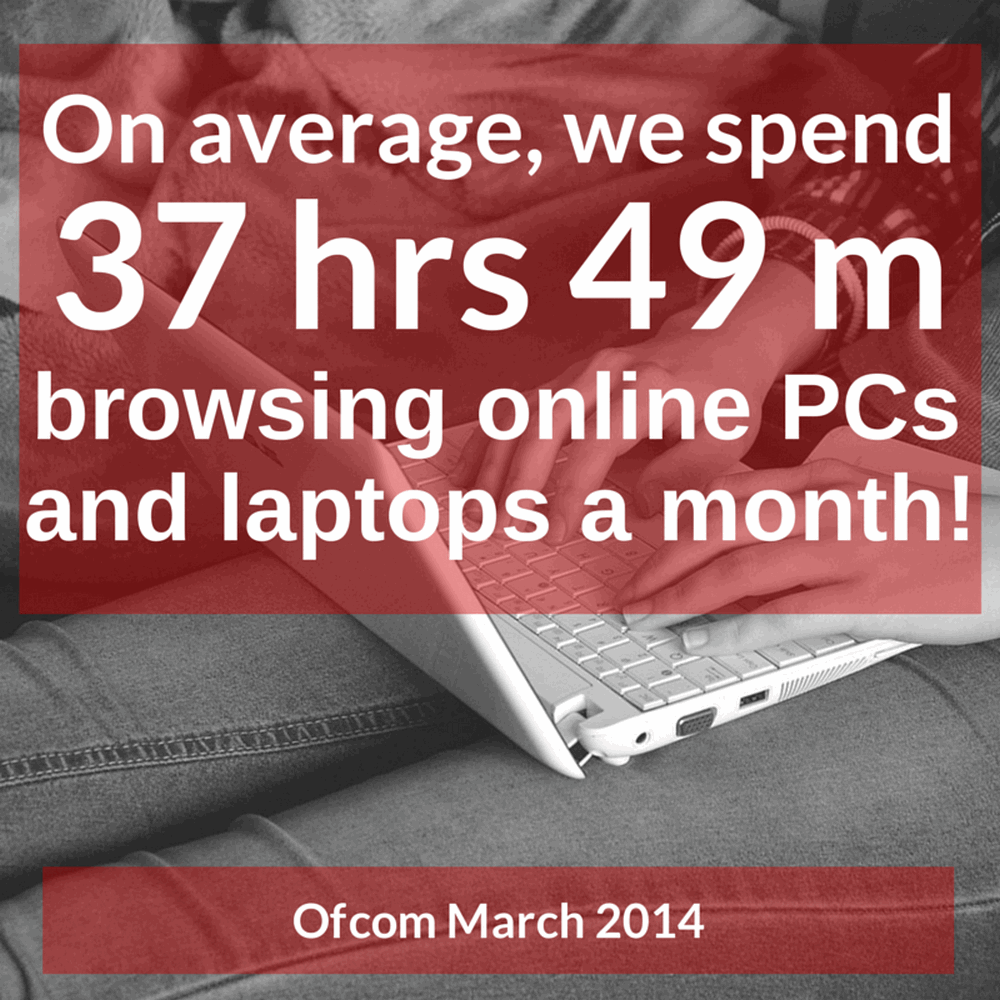 On average, we spend
37 hrs 49 m
browsing online PCs
and laptops a month!
Ofcom March 2014